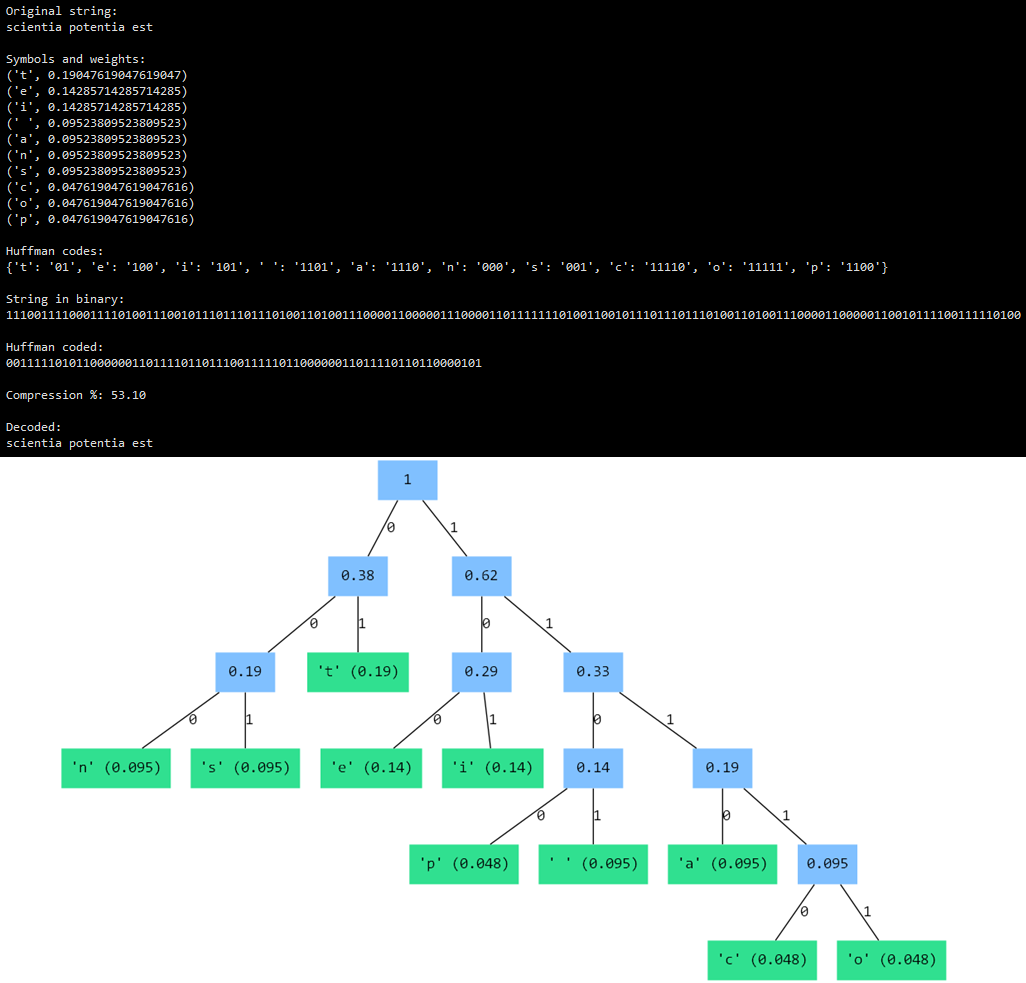 Original string:
scientia potentia est
Symbols and weights:
('t', 0.19047619047619047)
('e', 0.14285714285714285)
('i', 0.14285714285714285)
(' ', 0.09523809523809523)
('a', 0.09523809523809523)
('n', 0.09523809523809523)
('s', 0.09523809523809523)
('c', 0.047619047619047616)
('o', 0.047619047619047616)
('p', 0.047619047619047616)
Huffman codes:
{'t': '01', 'e': '100', 'i': '101', ' ': '1101', 'a': '1110', 'n': '000', 's': '001', 'c': '11110', 'o': '11111', 'p': '1100'}
String in binary:
1110011110001111010011100101110111011101001101001110000110000011100001101111111010011001011101110111010011010011100001100000110010111100111110100
Huffman coded:
00111110101100000011011110110111001111101100000011011110110110000101
Compression %: 53.10
Decoded:
scientia potentia est
1
0 1
0.38 0.62
0 1 0 1
0.19 't' (0.19) 0.29 0.33
0 1 0 1 0 1
'n' (0.095) 's' (0.095) 'e' (0.14) 'i' (0.14) 0.14 0.19
0 1 0 1
'p' (0.048) ' ' (0.095) 'a' (0.095) 0.095
0 1
'c' (0.048) 'o' (0.048)